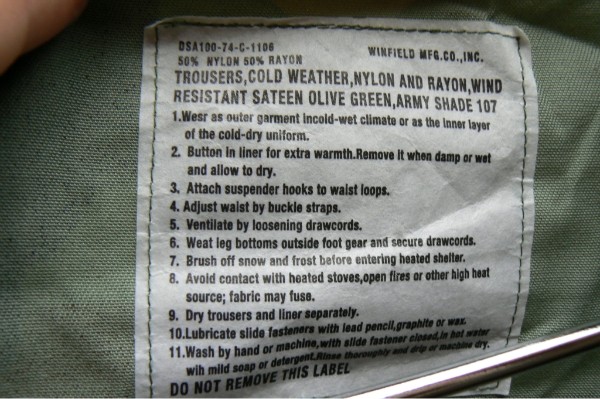 DSA100-74-C-1106
WINFIELD MFG.CO.,INC.
50% NYLON 50% RAYON
TROUSERS,COLD WEATHER,NYLON AND RAYON,WIND
RESISTANT SATEEN OLIVE GREEN,ARMY SHADE 107
1.Wesr as outer garment incold-wet climate or as the inner layer
of the cold-dry uniform.
2. Button in liner for extra warmth.Remove it when damp or wet
and allow to dry.
3. Attach suspender hooks to waist loops.
4. Adjust waist by buckle straps.
5. Ventilate by loosening drawcords.
6. Weat leg bottoms outside foot gear and secure drawcords.
7. Brush off snow and frost before entering heated shelter.
8. Avoid contact with heated stoves,open fires or other high heat
source; fabric may fuse.
9. Dry trousers and liner separately.
10.Lubricate slide fasteners with lead pencil,graphite or wax.
11.Wash by hand or machine,with slide fastener closed,in hot water
wih mild soap or detergent.Rinse thoroughly and drip or machine dry.
DO NOT REMOVE THIS LABEL